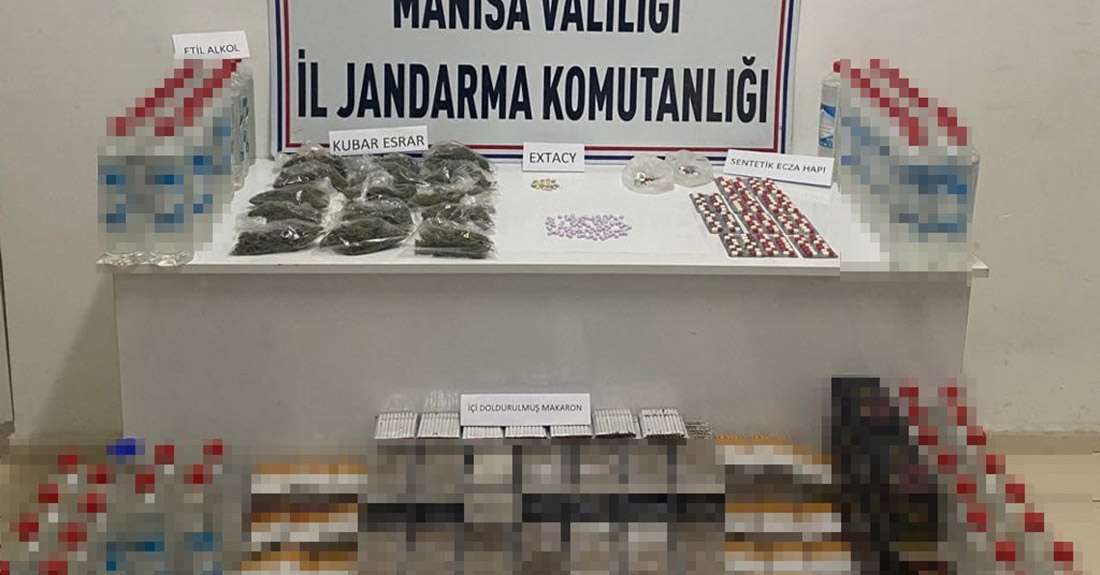 MANİSA VALİLİĞİ
İL JANDARMA KOMUTANLIĞI
ETİL ALKOL
KUBAR ESRAR
EXTACY
SENTETİK ECZA HAPI
İÇİ DOLDURULMUŞ MAKARON